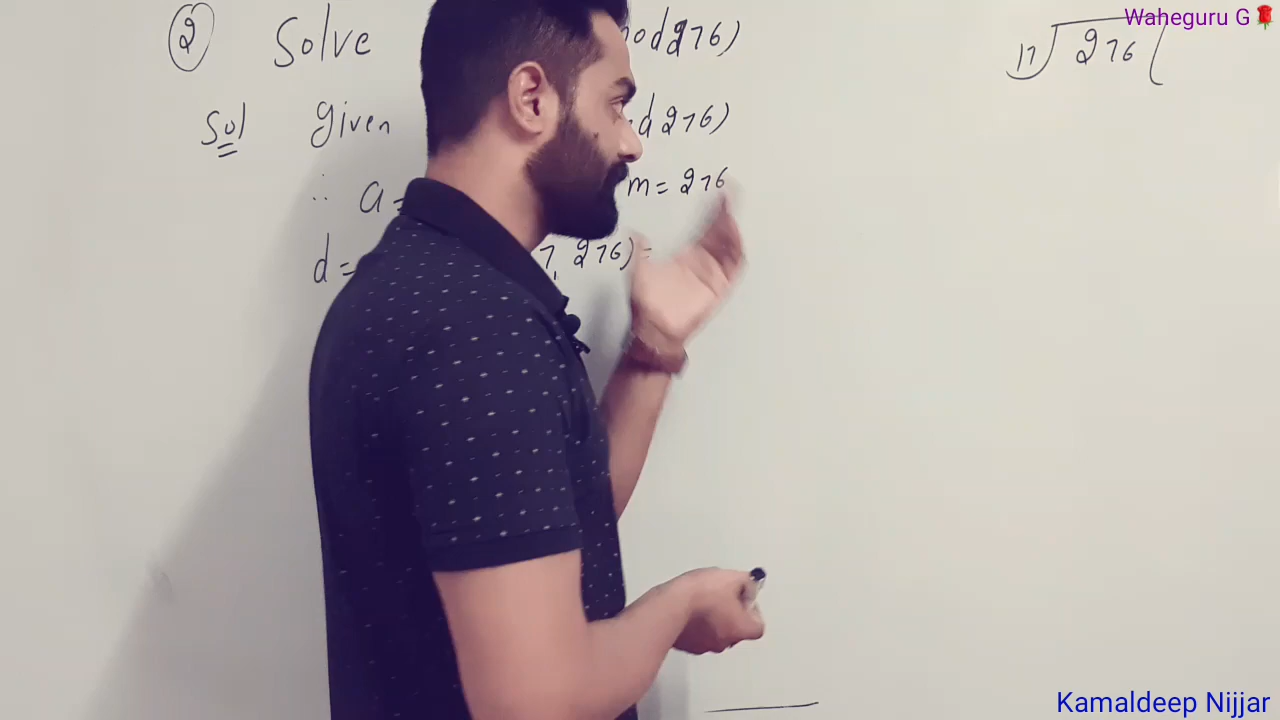 Waheguru G🌹
② Solve mod 276)
17) 276 (
Sol given d 276)
∴ a = m = 276
d = 7, 276) =
Kamaldeep Nijjar